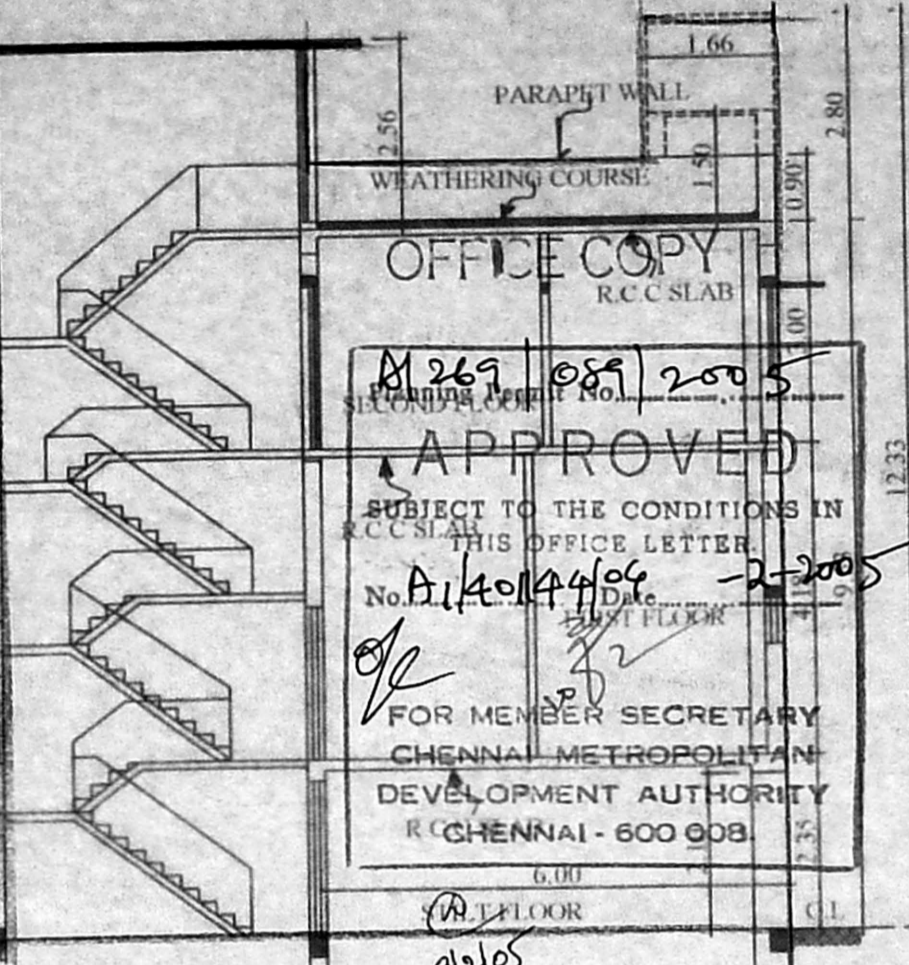 1.66
PARAPET WALL
2.56
2.80
1.50
0.90
WEATHERING COURSE
OFFICE COPY
R.C.C SLAB
A/269/089/2005
Planning Permit No.
SECOND FLOOR
APPROVED
12.33
SUBJECT TO THE CONDITIONS IN
R.C.C SLAB
THIS OFFICE LETTER.
No. A1/40144/04 Date -2-2005
FIRST FLOOR
FOR MEMBER SECRETARY
CHENNAI METROPOLITAN
DEVELOPMENT AUTHORITY
CHENNAI - 600 008.
2.35
6.00
STILT FLOOR
G.L